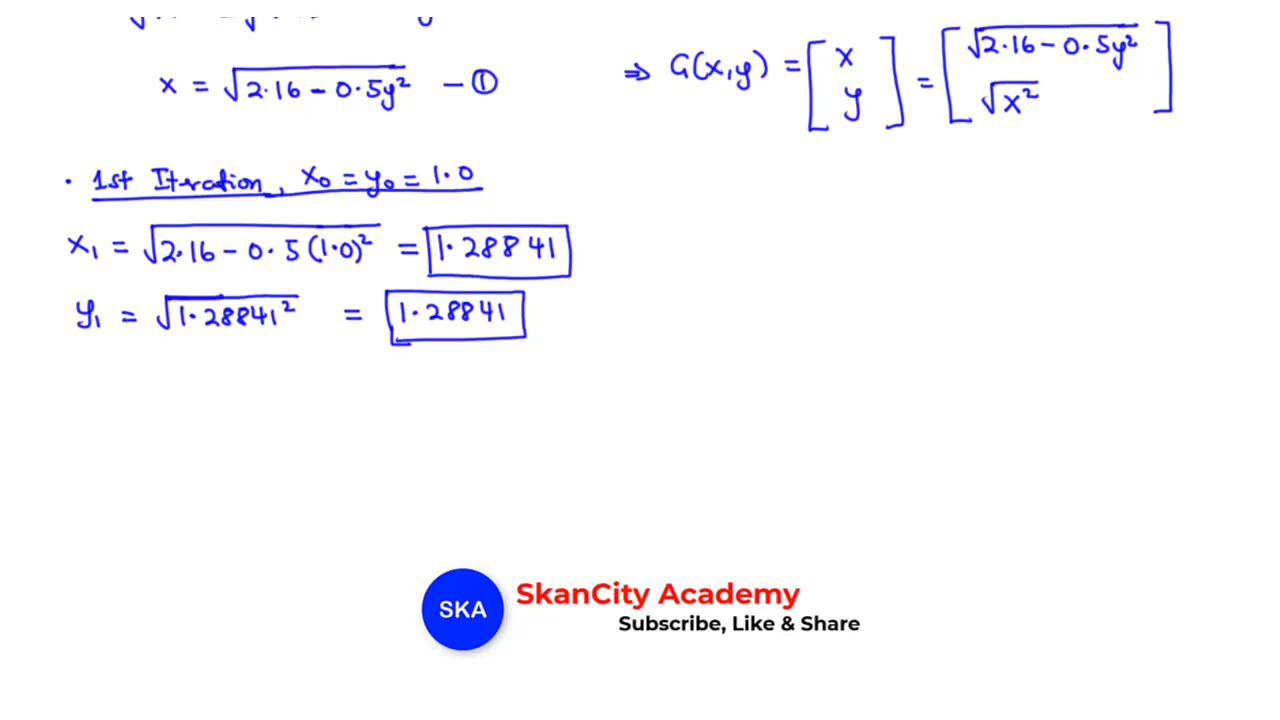 x = √2.16 - 0.5y² - ①
⇒ G(x,y) = [x y] = [√2.16 - 0.5y² √x²]
· 1st Iteration, x₀ = y₀ = 1.0
x₁ = √2.16 - 0.5(1.0)² = 1.28841
y₁ = √1.28841² = 1.28841
SKA
SkanCity Academy
Subscribe, Like & Share